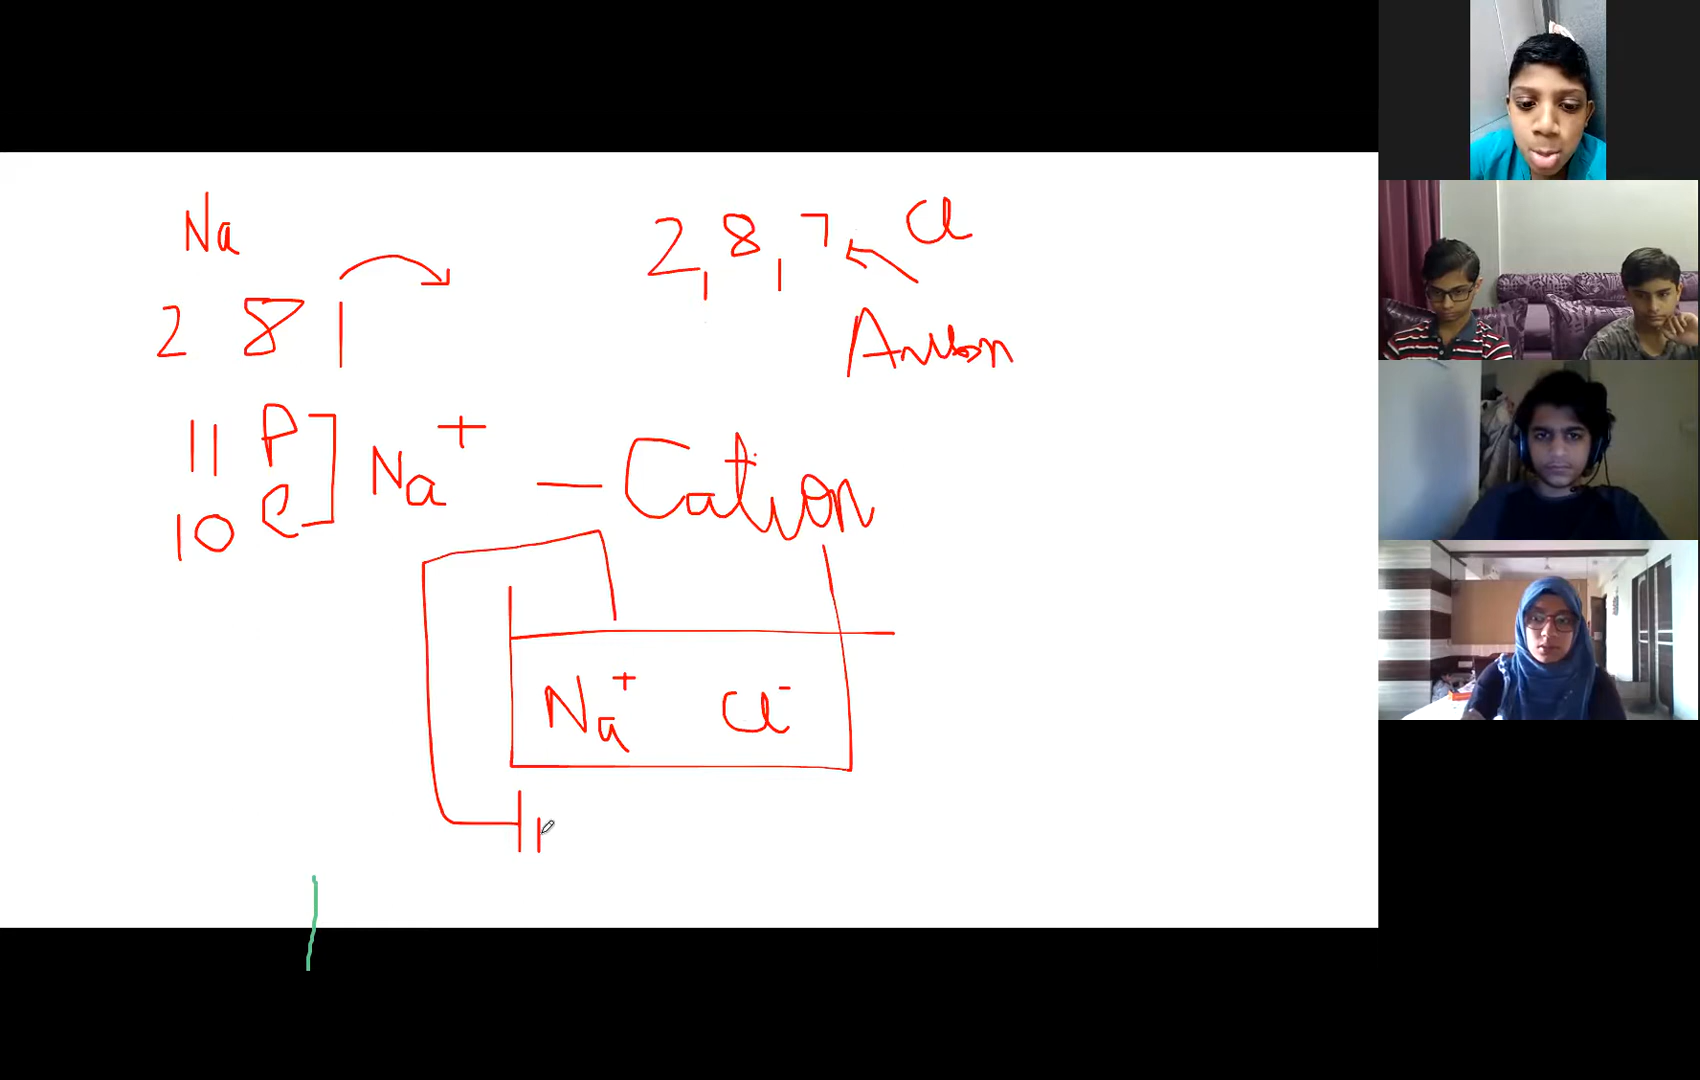 Na
2 8 1
2, 8, 7 Cl
Anion
11 p
10 e
Na+ — Cation
Na+ Cl-